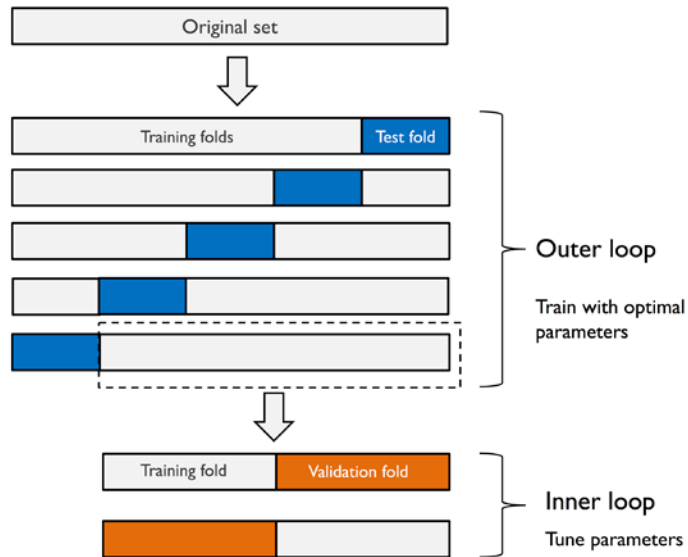 Original set
Training folds
Test fold
Outer loop
Train with optimal
parameters
Training fold
Validation fold
Inner loop
Tune parameters